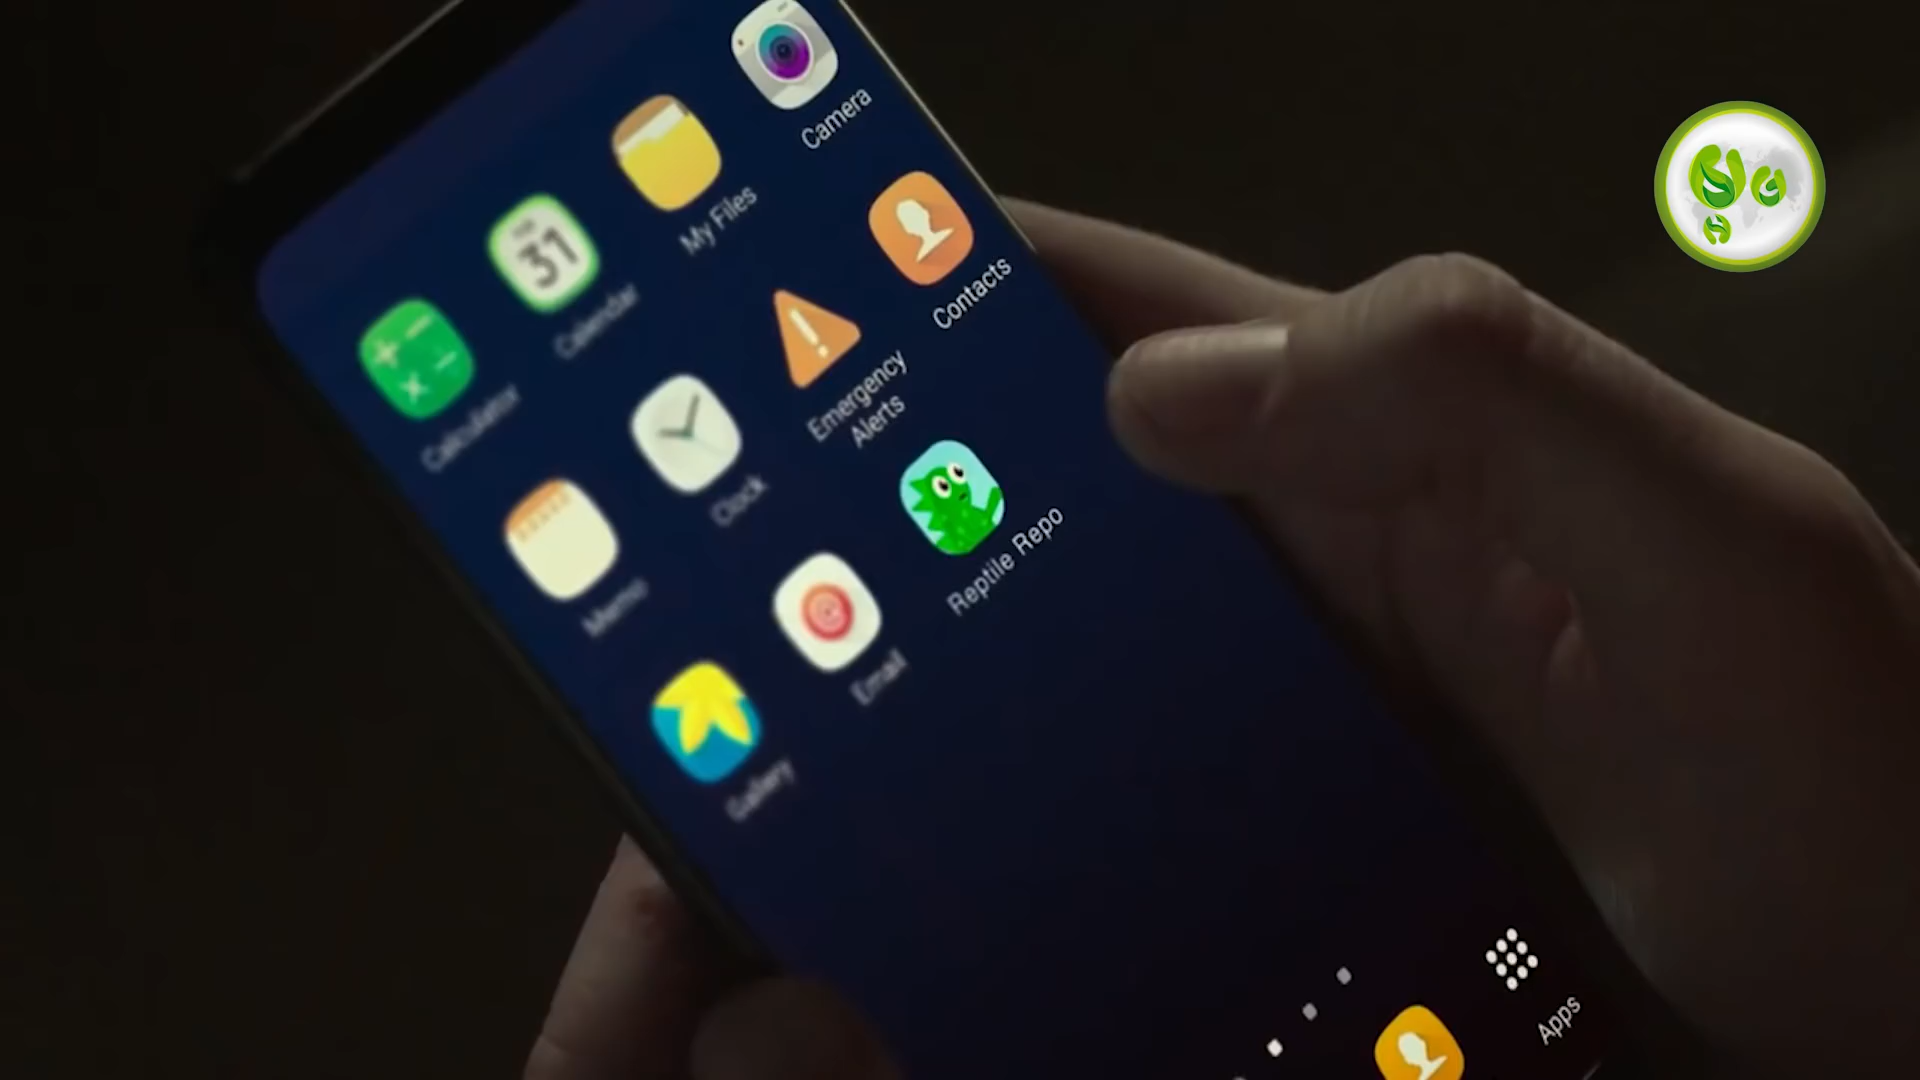 Camera
My Files
Calendar
31
Calculator
Contacts
Emergency
Alerts
Clock
Memo
Reptile Repo
Email
Gallery
Apps